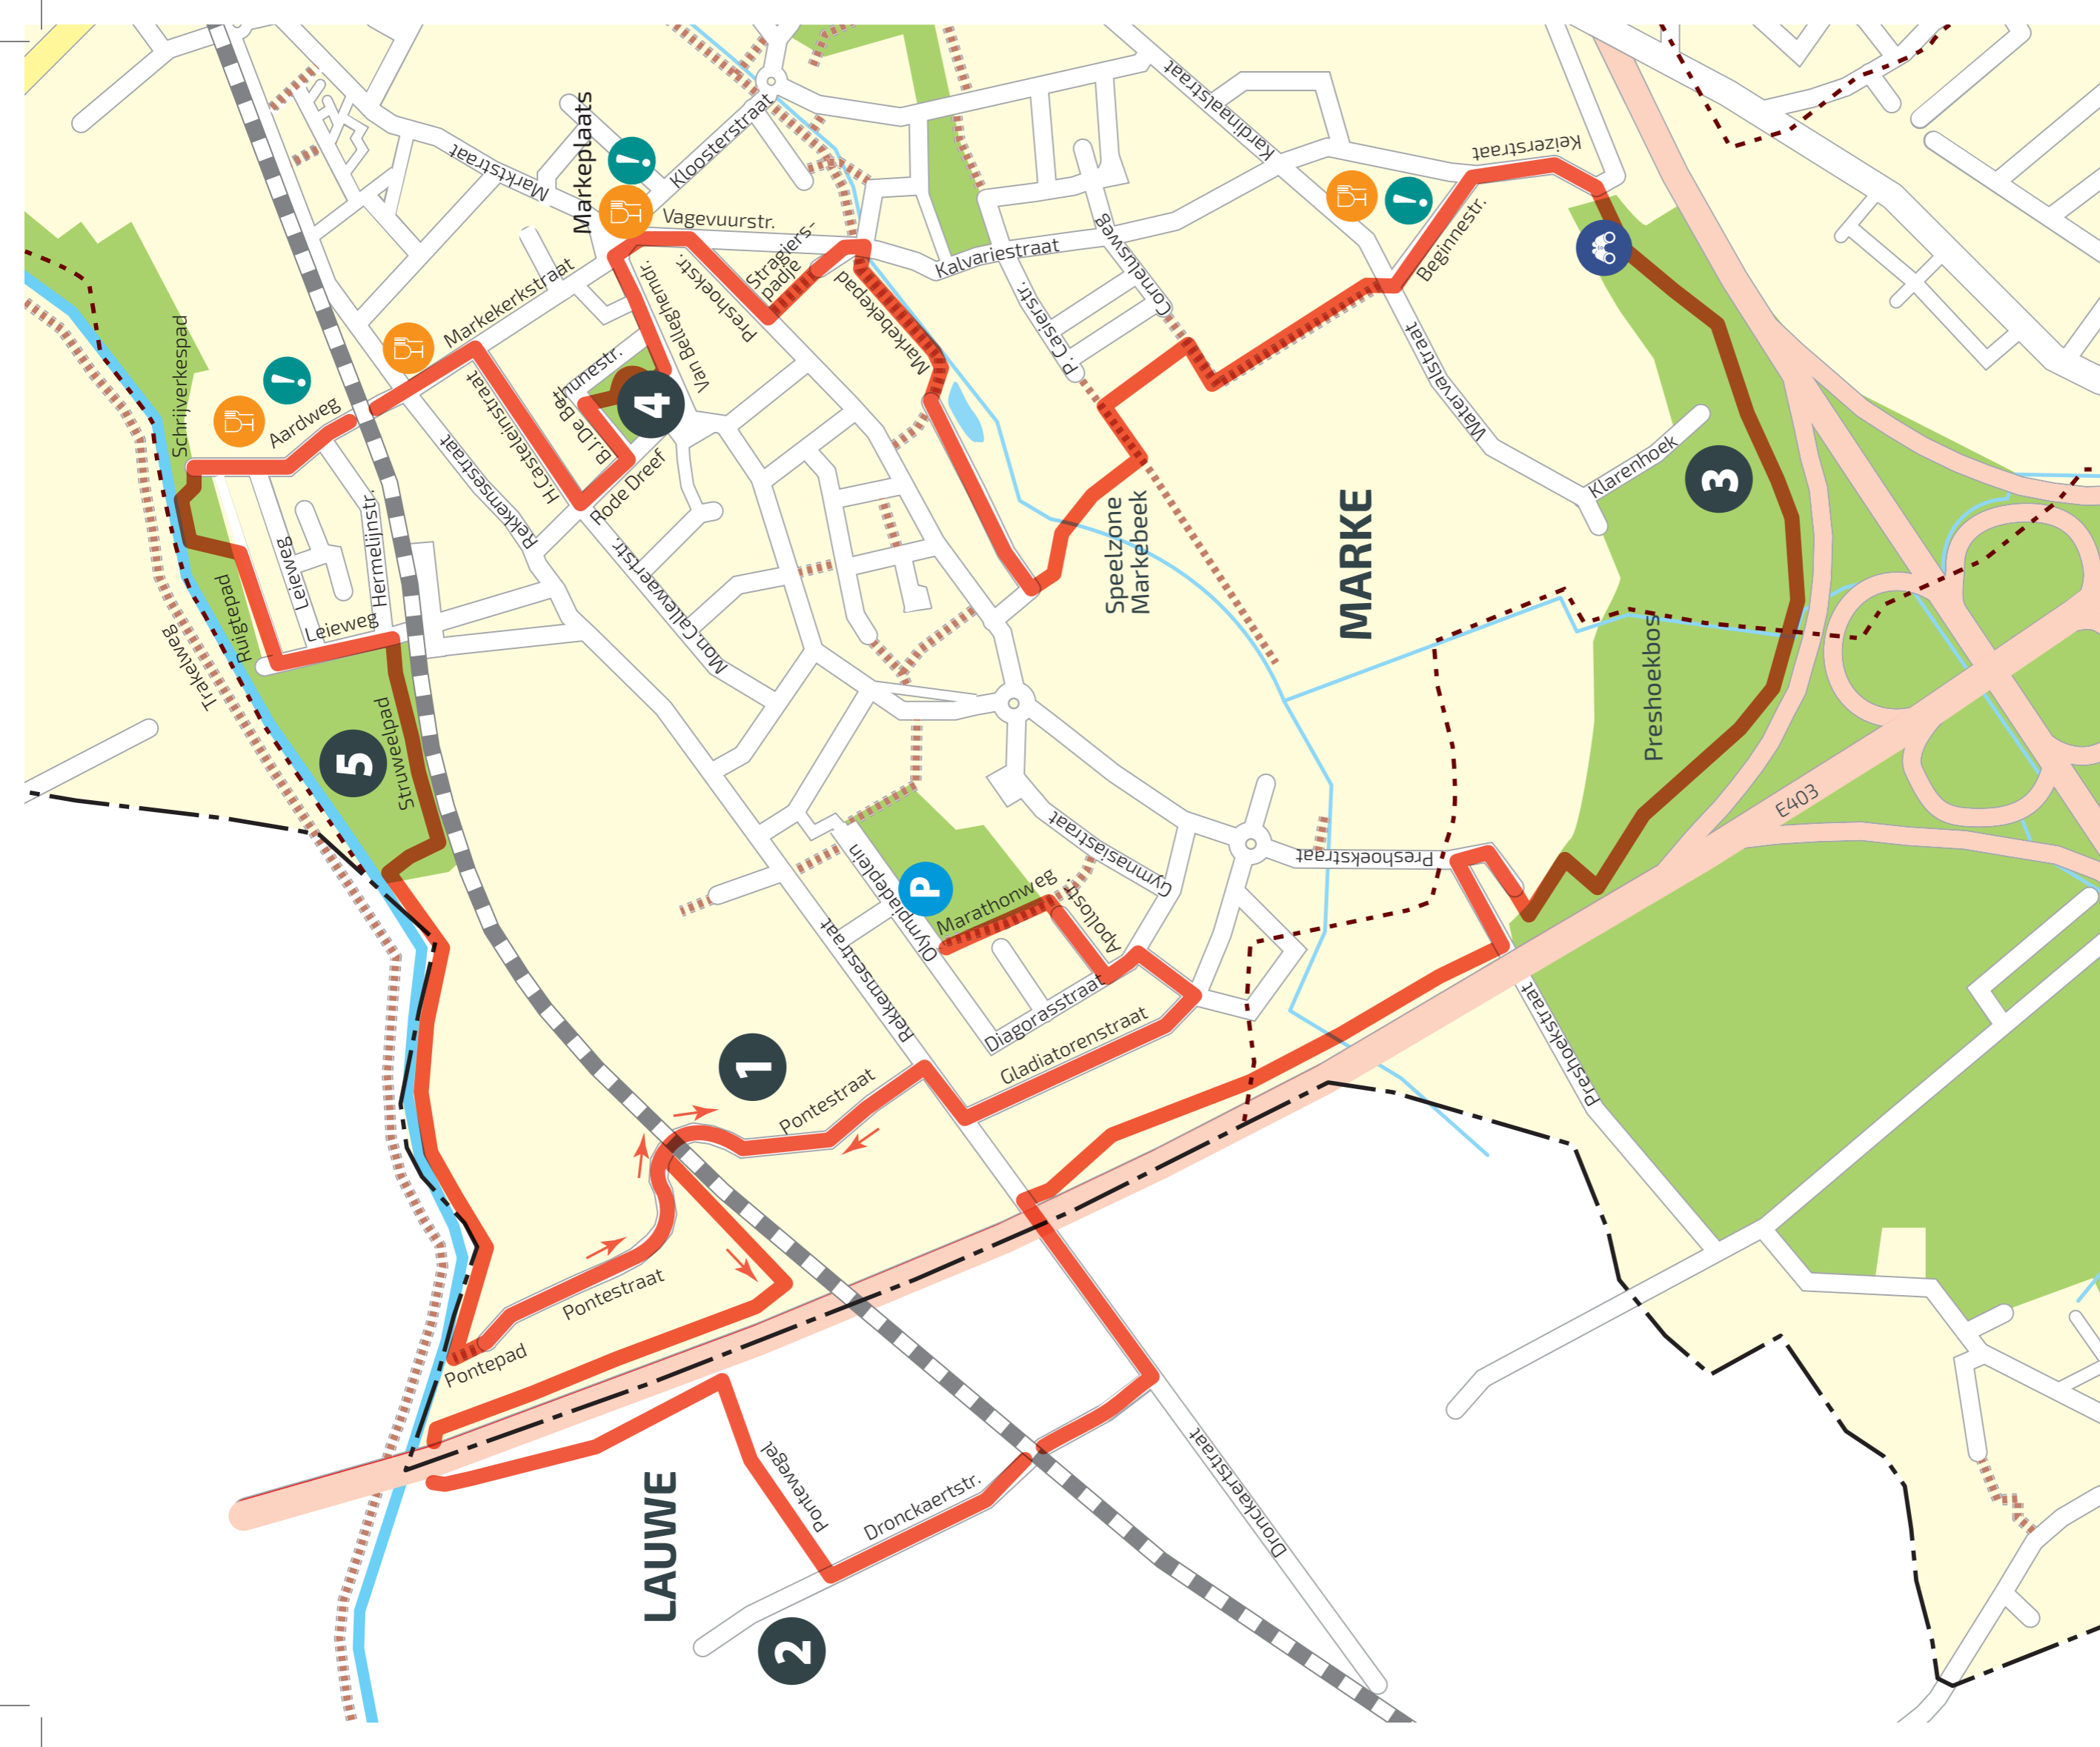 Marktstraat
Markeplaats
!
Kloosterstraat
Vagevuurstr.
Kardinaalstraat
Keizerstraat
Beginnestr.
!
Corneliusweg
Kalvariestraat
P. Casierstr.
Stragiers-
padje
Preshoekstr.
Markebekepad
Van Belleghemdr.
Markekerkstraat
Schrijverkespad
!
Aardweg
B.J.De Bethunestr.
4
H.Casteleinstraat
Rekkemsestraat
Rode Dreef
Mon.Callewaertstr.
Hermelijnstr.
Leieweg
Leieweg
Ruigtepad
Trakelweg
Struweelpad
5
Speelzone
Markebeek
MARKE
Watervalstraat
Klarenhoek
3
Preshoekbos
E403
Preshoekstraat
Gymnasiastraat
Olympiadeplein
P
Marathonweg
Apollostr.
Diagorasstraat
Gladiatorenstraat
Rekkemsestraat
1
Pontestraat
Pontestraat
Pontepad
Preshoekstraat
LAUWE
Pontewegel
Dronckaertstr.
Dronckaertstraat
2